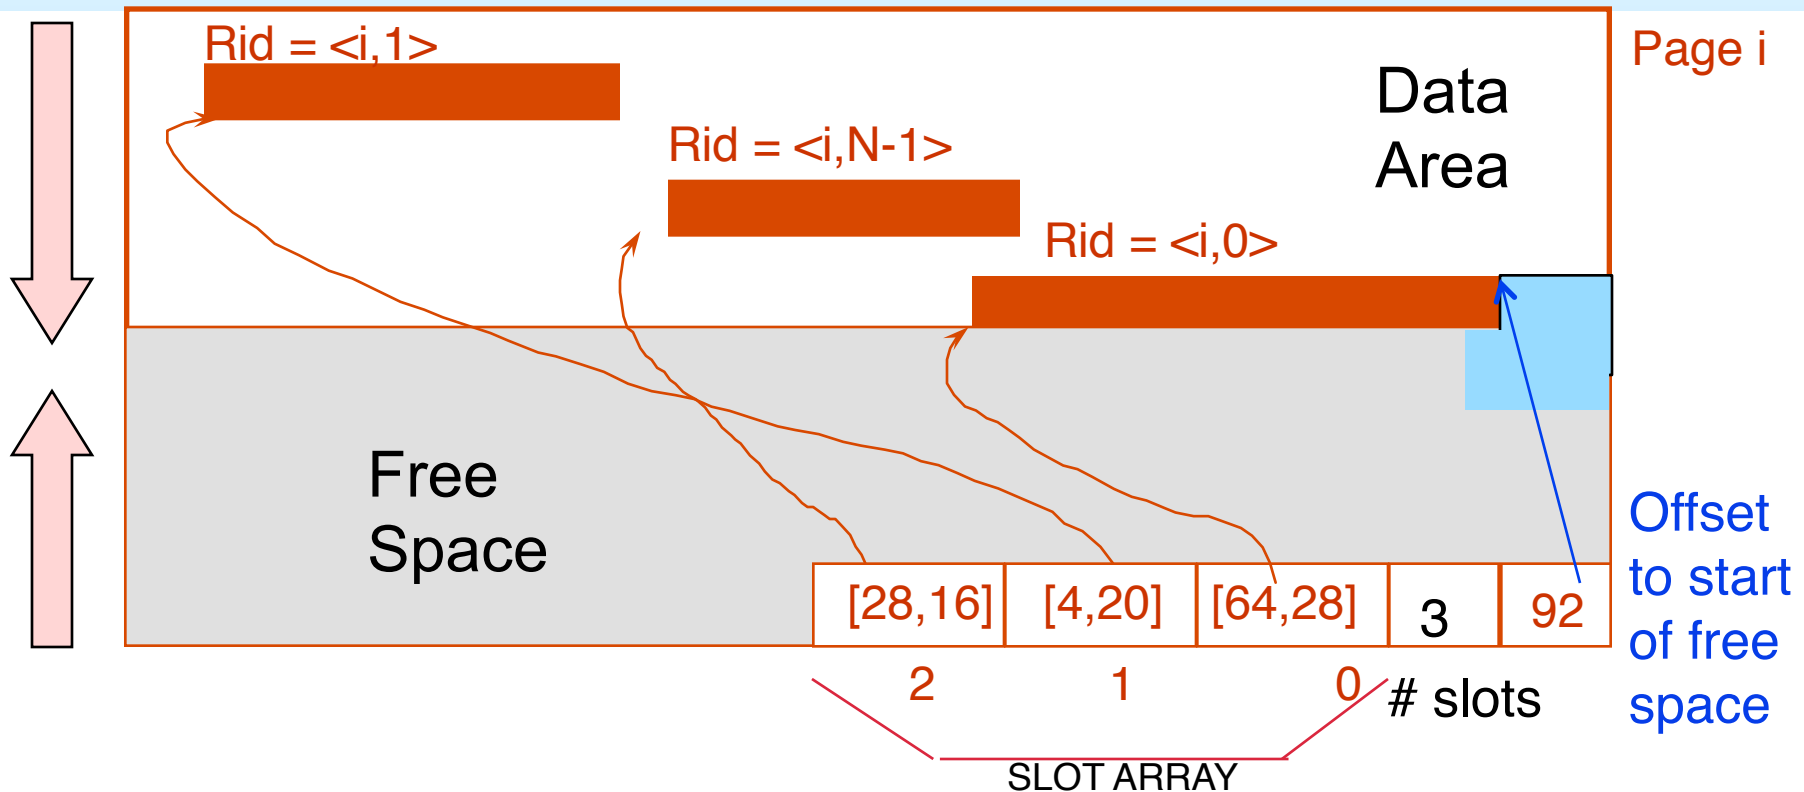 Rid = <i,1>
Page i
Data
Area
Rid = <i,N-1>
Rid = <i,0>
Free
Space
Offset
to start
of free
space
[28,16] [4,20] [64,28] 3 92
2 1 0 # slots
SLOT ARRAY